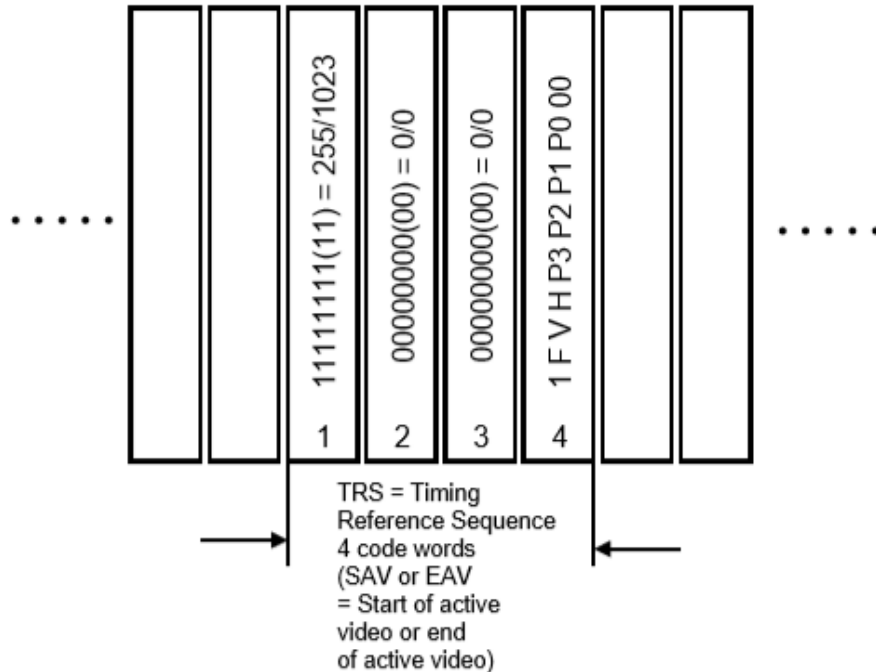 11111111(11) = 255/1023
00000000(00) = 0/0
00000000(00) = 0/0
1 F V H P3 P2 P1 P0 00
1
2
3
4
TRS = Timing
Reference Sequence
4 code words
(SAV or EAV
= Start of active
video or end
of active video)